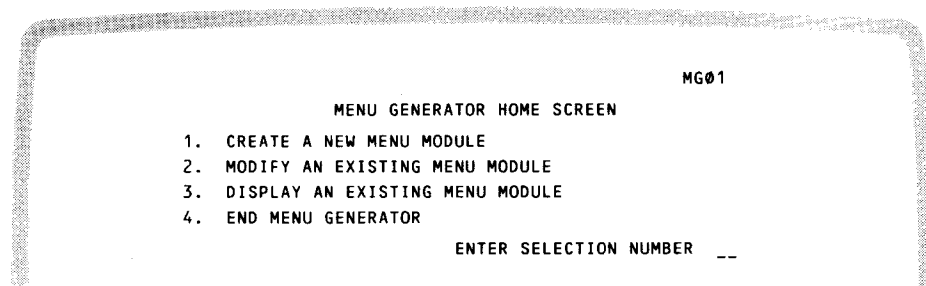 MGØ1
MENU GENERATOR HOME SCREEN
1. CREATE A NEW MENU MODULE
2. MODIFY AN EXISTING MENU MODULE
3. DISPLAY AN EXISTING MENU MODULE
4. END MENU GENERATOR
ENTER SELECTION NUMBER __